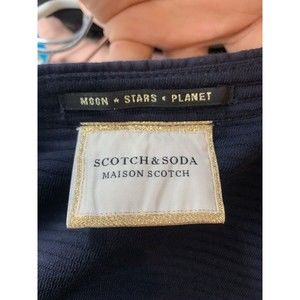 MOON ★ STARS ☾ PLANET
SCOTCH & SODA
MAISON SCOTCH